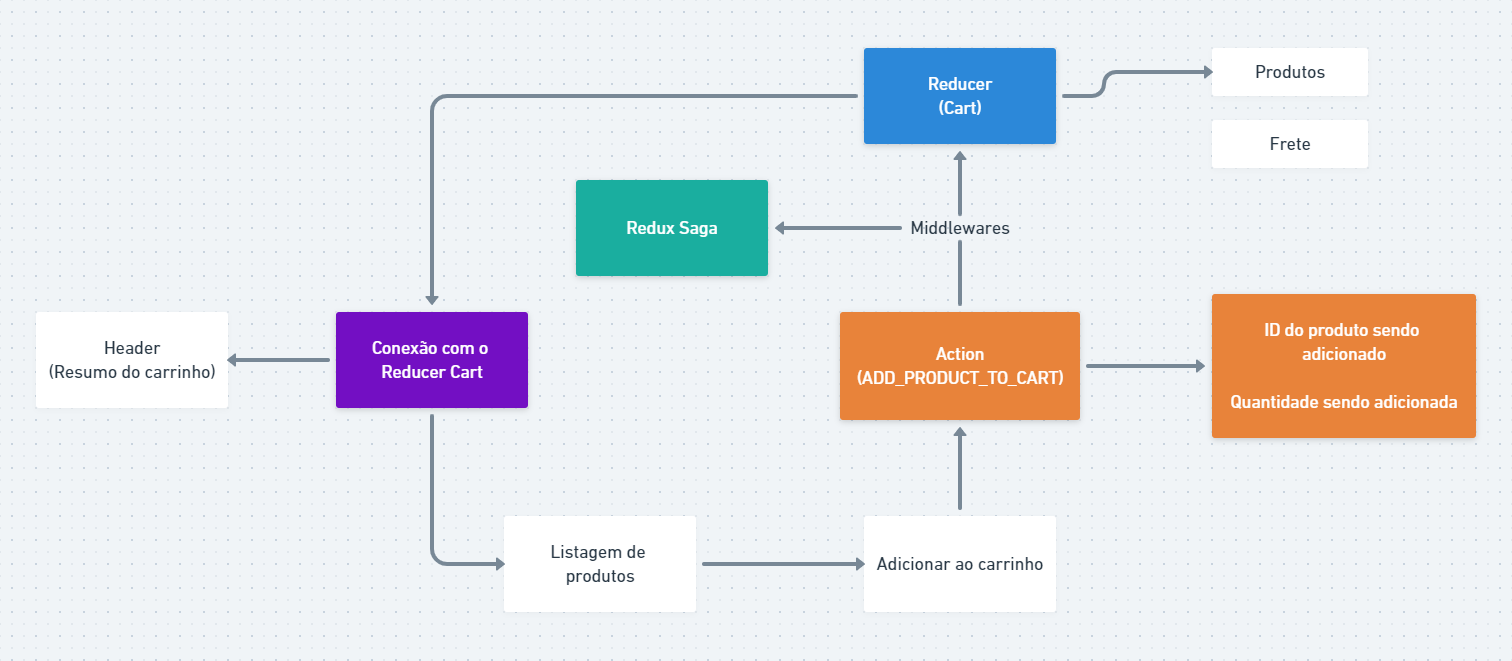 Reducer
(Cart)
Produtos
Frete
Redux Saga
Middlewares
Header
(Resumo do carrinho)
Conexão com o
Reducer Cart
Action
(ADD_PRODUCT_TO_CART)
ID do produto sendo
adicionado
Quantidade sendo adicionada
Listagem de
produtos
Adicionar ao carrinho